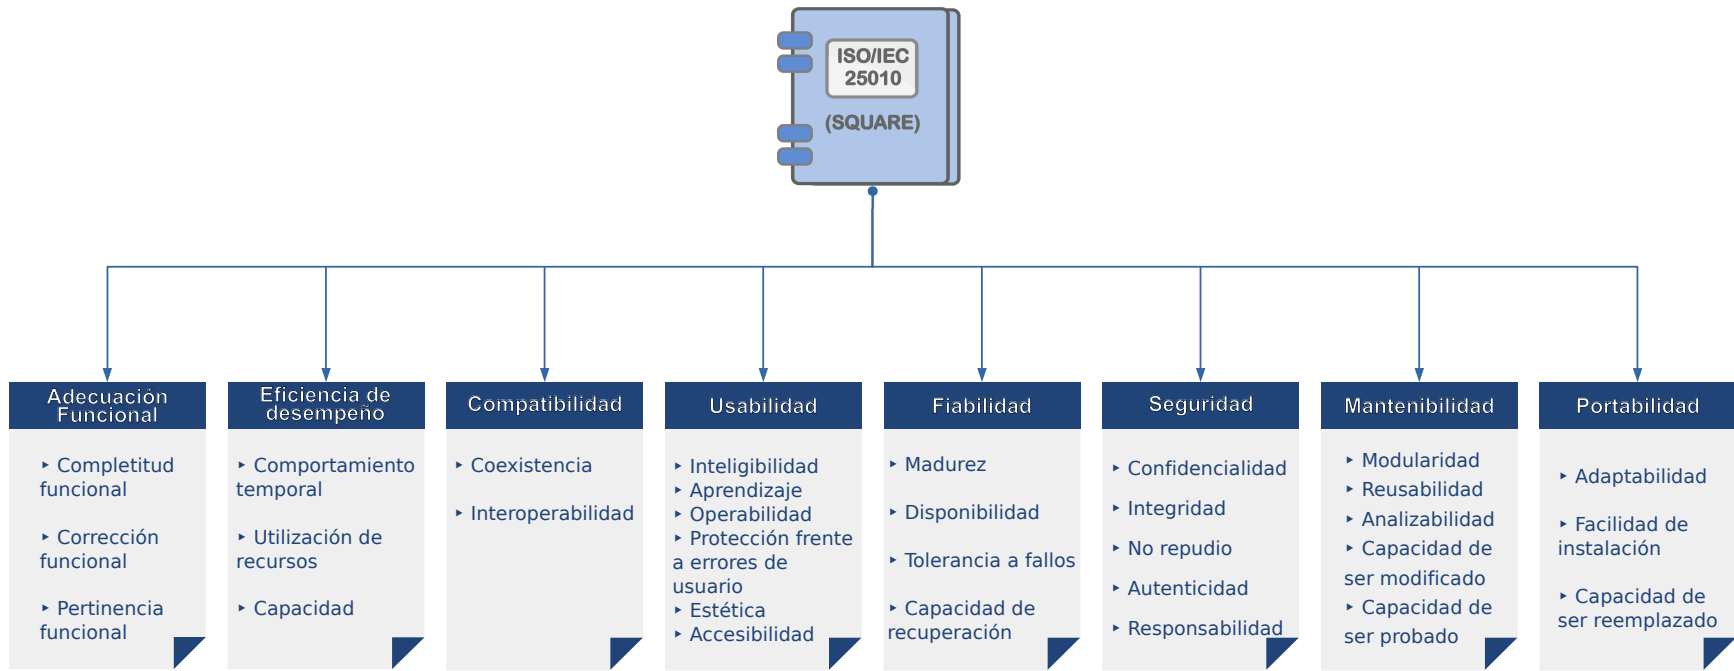 ISO/IEC
25010
(SQUARE)
Adecuación
Funcional
‣ Completitud
funcional
‣ Corrección
funcional
‣ Pertinencia
funcional
Eficiencia de
desempeño
‣ Comportamiento
temporal
‣ Utilización de
recursos
‣ Capacidad
Compatibilidad
‣ Coexistencia
‣ Interoperabilidad
Usabilidad
‣ Inteligibilidad
‣ Aprendizaje
‣ Operabilidad
‣ Protección frente
a errores de
usuario
‣ Estética
‣ Accesibilidad
Fiabilidad
‣ Madurez
‣ Disponibilidad
‣ Tolerancia a fallos
‣ Capacidad de
recuperación
Seguridad
‣ Confidencialidad
‣ Integridad
‣ No repudio
‣ Autenticidad
‣ Responsabilidad
Mantenibilidad
‣ Modularidad
‣ Reusabilidad
‣ Analizabilidad
‣ Capacidad de
ser modificado
‣ Capacidad de
ser probado
Portabilidad
‣ Adaptabilidad
‣ Facilidad de
instalación
‣ Capacidad de
ser reemplazado